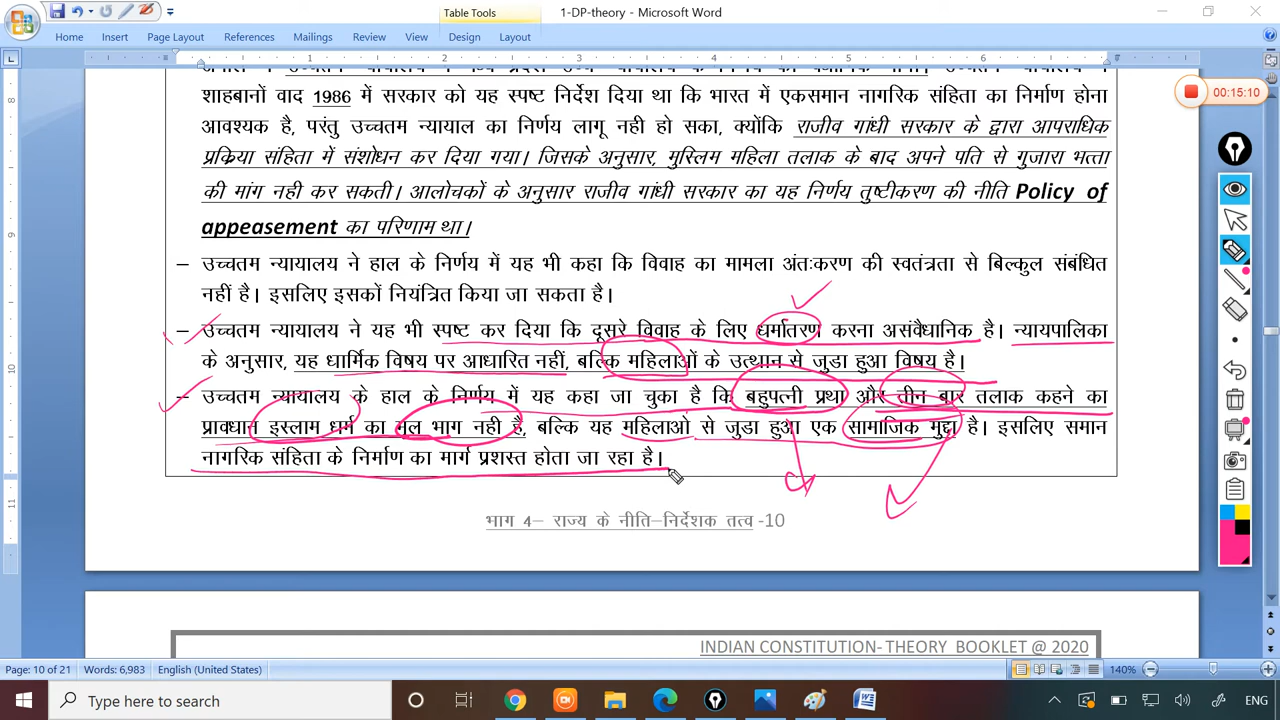 Table Tools
1-DP-theory - Microsoft Word
Home Insert Page Layout References Mailings Review View Design Layout
1 2 3 4 5 6 7
00:15:10
शाहबानों वाद 1986 में सरकार को यह स्पष्ट निर्देश दिया था कि भारत में एकसमान नागरिक संहिता का निर्माण होना
आवश्यक है, परंतु उच्चतम न्यायाल का निर्णय लागू नही हो सका, क्योंकि राजीव गांधी सरकार के द्वारा आपराधिक
प्रक्रिया संहिता में संशोधन कर दिया गया। जिसके अनुसार, मुस्लिम महिला तलाक के बाद अपने पति से गुजारा भत्ता
की मांग नही कर सकती। आलोचकों के अनुसार राजीव गांधी सरकार का यह निर्णय तुष्टीकरण की नीति Policy of
appeasement का परिणाम था।
– उच्चतम न्यायालय ने हाल के निर्णय में यह भी कहा कि विवाह का मामला अंतःकरण की स्वतंत्रता से बिल्कुल संबंधित
नहीं है। इसलिए इसकों नियंत्रित किया जा सकता है।
– उच्चतम न्यायालय ने यह भी स्पष्ट कर दिया कि दूसरे विवाह के लिए धर्मातरण करना असंवैधानिक है। न्यायपालिका
के अनुसार, यह धार्मिक विषय पर आधारित नहीं, बल्कि महिलाओं के उत्थान से जुडा हुआ विषय है।
– उच्चतम न्यायालय के हाल के निर्णय में यह कहा जा चुका है कि बहुपत्नी प्रथा और तीन बार तलाक कहने का
प्रावधान इस्लाम धर्म का भाग नही है, बल्कि यह महिलाओं से जुडा हुआ एक सामाजिक मुद्दा है। इसलिए समान
नागरिक संहिता के निर्माण का मार्ग प्रशस्त होता जा रहा है।
भाग 4– राज्य के नीति–निर्देशक तत्व -10
INDIAN CONSTITUTION- THEORY BOOKLET @ 2020
Page: 10 of 21 Words: 6,983 English (United States) 140%
Type here to search ENG